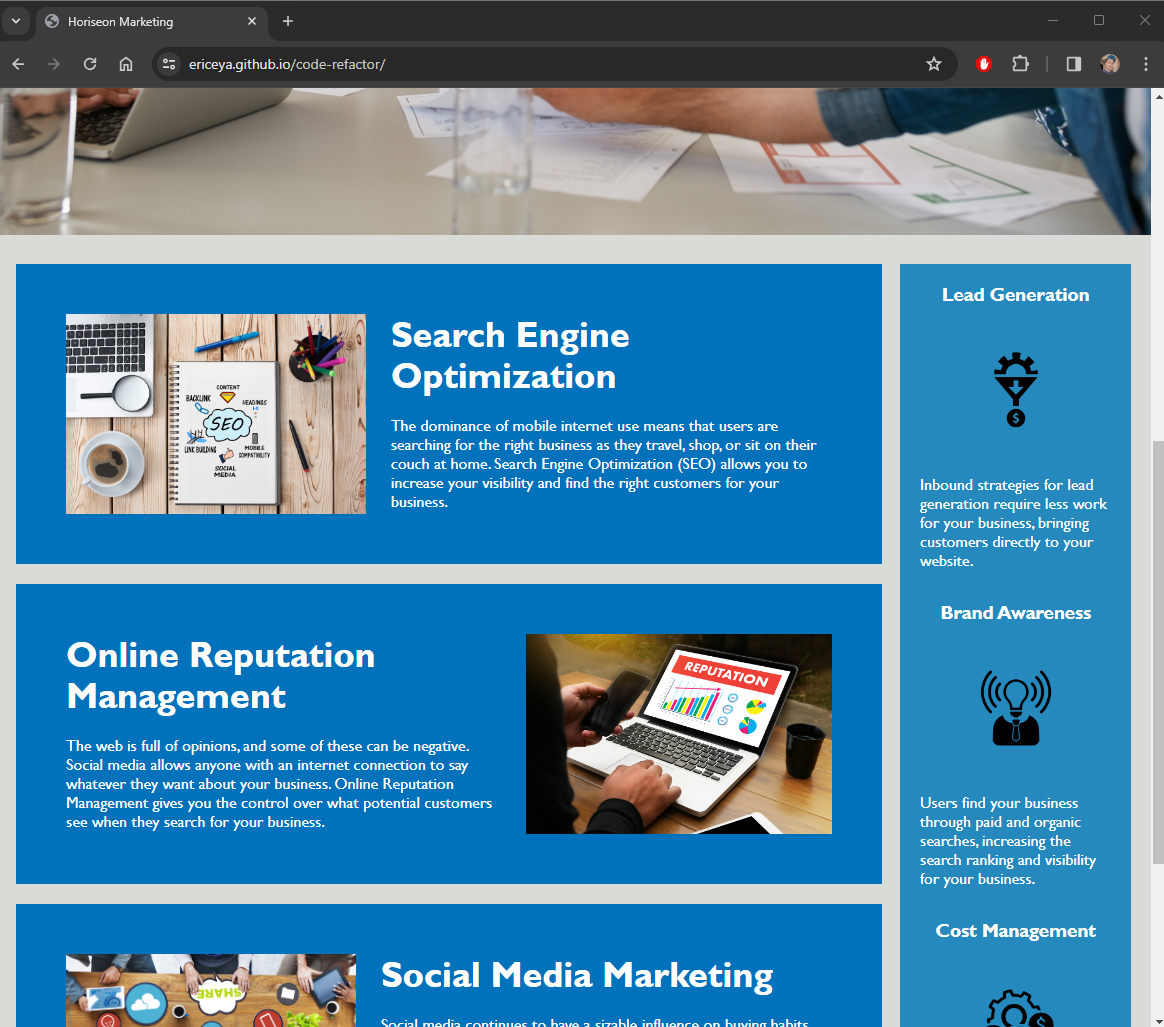 Horiseon Marketing
ericeya.github.io/code-refactor/
Search Engine
Optimization
The dominance of mobile internet use means that users are
searching for the right business as they travel, shop, or sit on their
couch at home. Search Engine Optimization (SEO) allows you to
increase your visibility and find the right customers for your
business.
CONTENT
BACKLINK
HEADINGS
SEO
LINK BUILDING
MOBILE
COMPATIBILITY
SOCIAL
MEDIA
Online Reputation
Management
The web is full of opinions, and some of these can be negative.
Social media allows anyone with an internet connection to say
whatever they want about your business. Online Reputation
Management gives you the control over what potential customers
see when they search for your business.
REPUTATION
Social Media Marketing
Social media continues to have a sizable influence on buying habits.
SHARE
Lead Generation
$
Inbound strategies for lead
generation require less work
for your business, bringing
customers directly to your
website.
Brand Awareness
Users find your business
through paid and organic
searches, increasing the
search ranking and visibility
for your business.
Cost Management
$